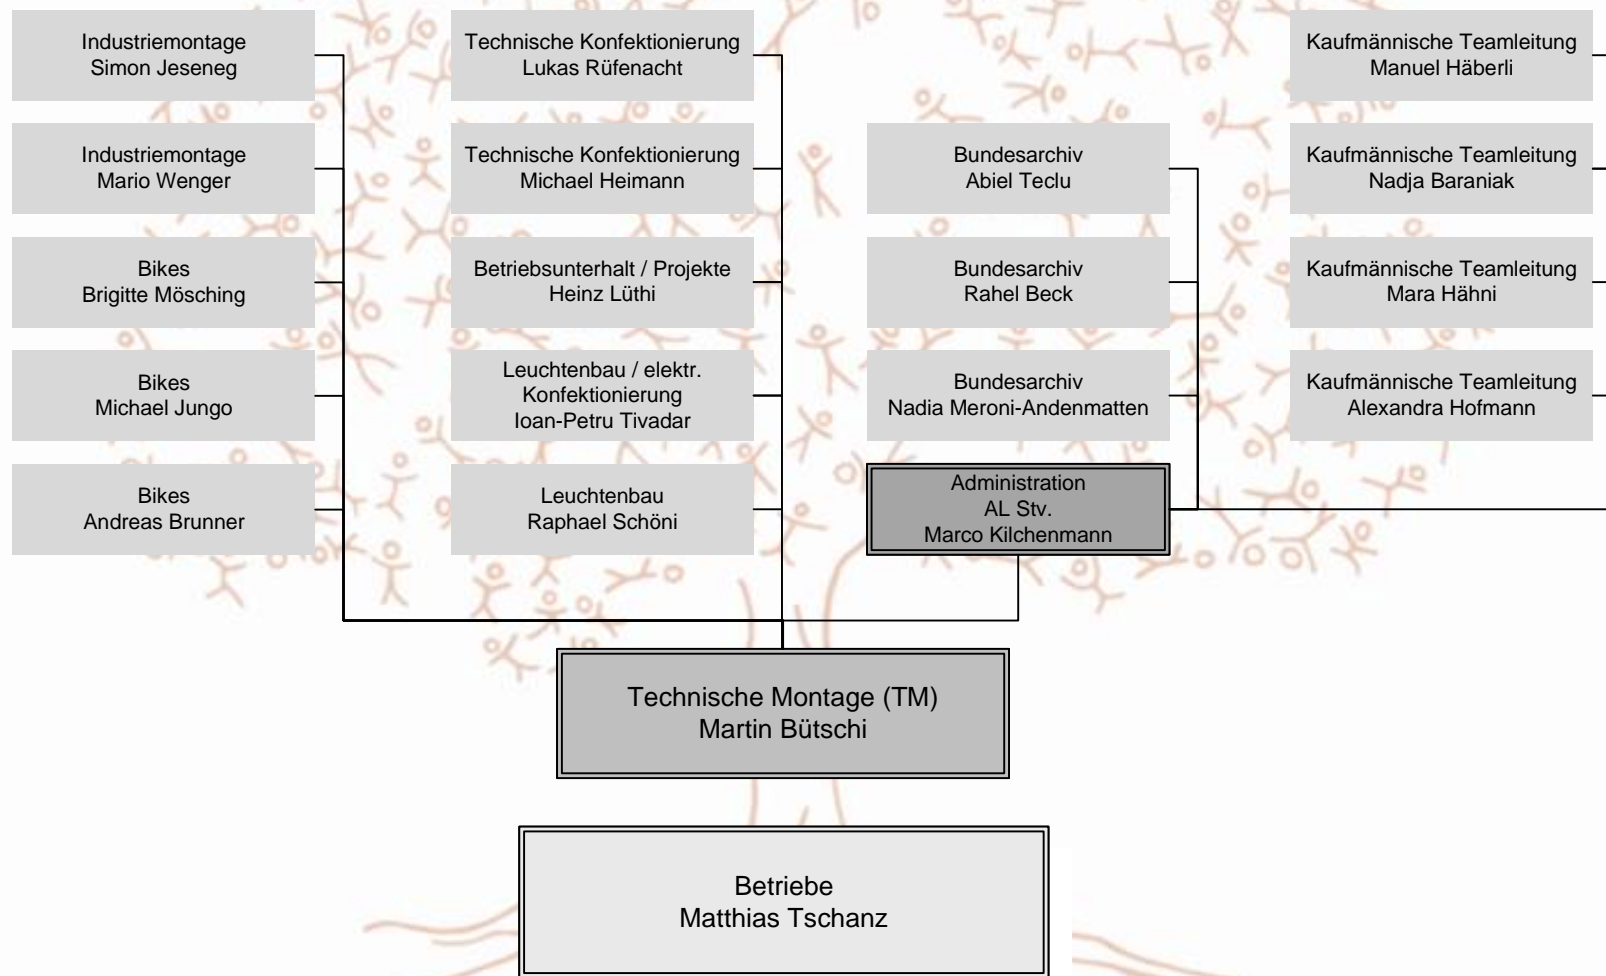 Industriemontage
Simon Jeseneg
Industriemontage
Mario Wenger
Bikes
Brigitte Mösching
Bikes
Michael Jungo
Bikes
Andreas Brunner
Technische Konfektionierung
Lukas Rüfenacht
Technische Konfektionierung
Michael Heimann
Betriebsunterhalt / Projekte
Heinz Lüthi
Leuchtenbau / elektr.
Konfektionierung
Ioan-Petru Tivadar
Leuchtenbau
Raphael Schöni
Bundesarchiv
Abiel Teclu
Bundesarchiv
Rahel Beck
Bundesarchiv
Nadia Meroni-Andenmatten
Administration
AL Stv.
Marco Kilchenmann
Kaufmännische Teamleitung
Manuel Häberli
Kaufmännische Teamleitung
Nadja Baraniak
Kaufmännische Teamleitung
Mara Hähni
Kaufmännische Teamleitung
Alexandra Hofmann
Technische Montage (TM)
Martin Bütschi
Betriebe
Matthias Tschanz